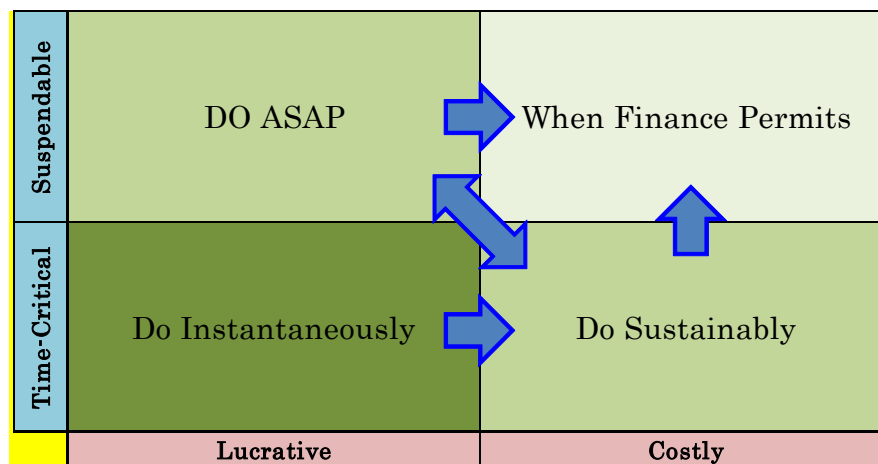 Suspendable
DO ASAP
When Finance Permits
Time-Critical
Do Instantaneously
Do Sustainably
Lucrative
Costly